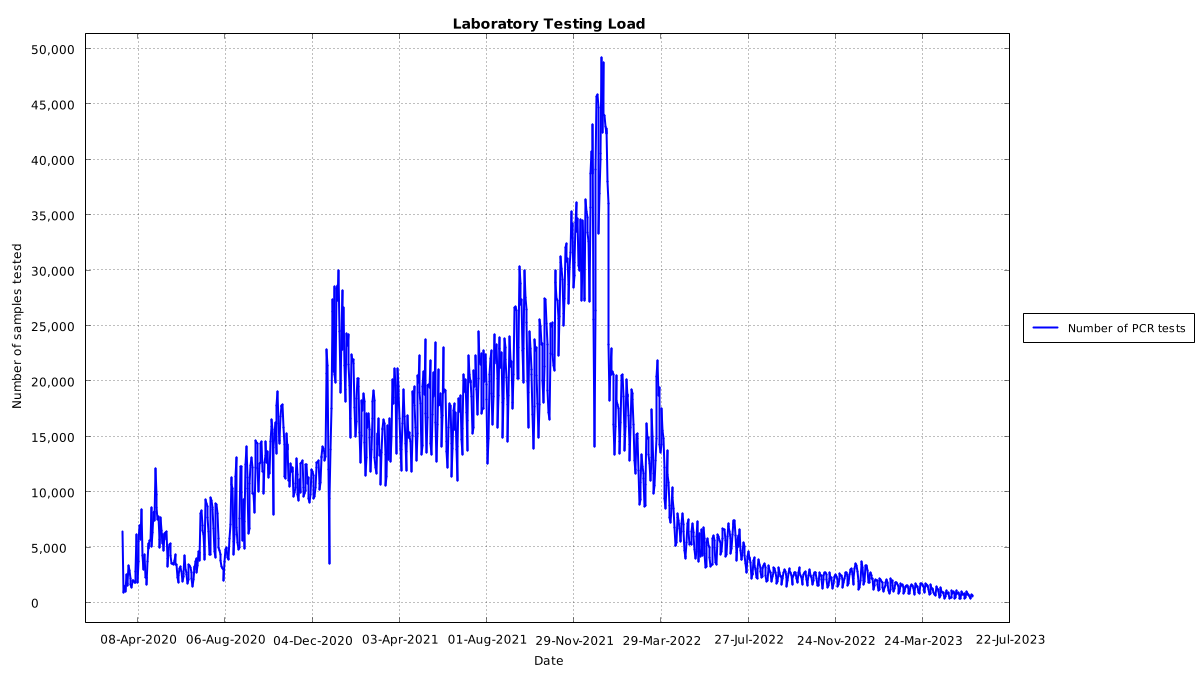 Laboratory Testing Load
50,000
45,000
40,000
35,000
30,000
25,000
20,000
15,000
10,000
5,000
0
Number of samples tested
Number of PCR tests
08-Apr-2020 06-Aug-2020 04-Dec-2020 03-Apr-2021 01-Aug-2021 29-Nov-2021 29-Mar-2022 27-Jul-2022 24-Nov-2022 24-Mar-2023 22-Jul-2023
Date